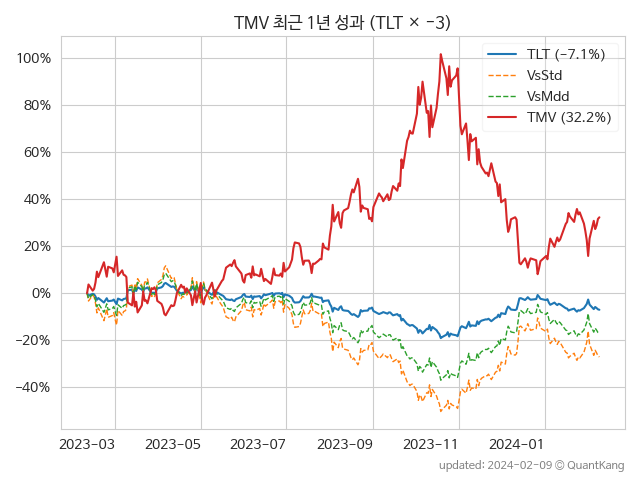 TMV 최근 1년 성과 (TLT × −3)
TLT (−7.1%)
VsStd
VsMdd
TMV (32.2%)
100%
80%
60%
40%
20%
0%
−20%
−40%
2023-03 2023-05 2023-07 2023-09 2023-11 2024-01
updated: 2024-02-09 © QuantKang